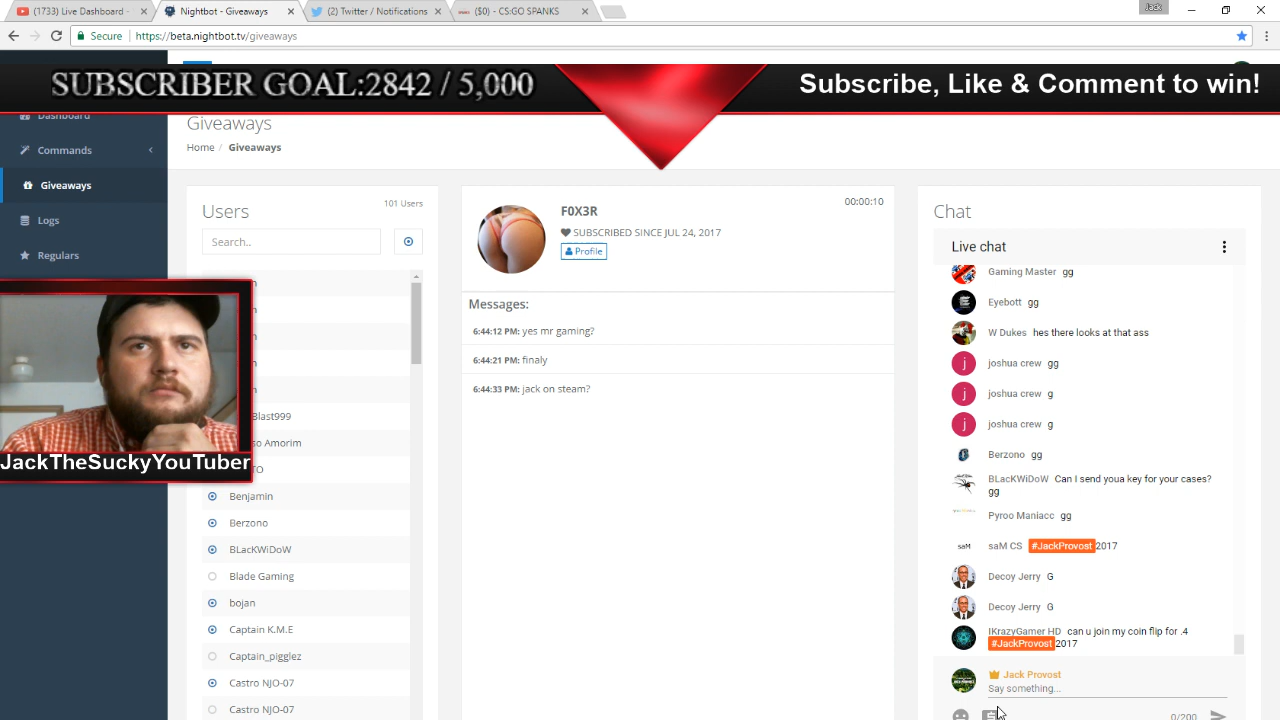 (1733) Live Dashboard -
Nightbot - Giveaways
(2) Twitter / Notifications
($0) - CS:GO SPANKS
Jack
Secure
https://beta.nightbot.tv/giveaways
SUBSCRIBER GOAL:2842 / 5,000
Subscribe, Like & Comment to win!
Dashboard
Commands
Giveaways
Logs
Regulars
Giveaways
Home / Giveaways
Users
101 Users
Search..
Blast999
so Amorim
TO
Benjamin
Berzono
BLacKWiDoW
Blade Gaming
bojan
Captain K.M.E
Captain_pigglez
Castro NJO-07
Castro NJO-07
JackTheSuckyYouTuber
F0X3R
00:00:10
SUBSCRIBED SINCE JUL 24, 2017
Profile
Messages:
6:44:12 PM: yes mr gaming?
6:44:21 PM: finaly
6:44:33 PM: jack on steam?
Chat
Live chat
Gaming Master gg
Eyebott gg
W Dukes hes there looks at that ass
joshua crew gg
joshua crew g
joshua crew g
Berzono gg
BLacKWiDoW Can I send youa key for your cases?
gg
Pyroo Maniacc gg
saM CS #JackProvost2017
Decoy Jerry G
Decoy Jerry G
IKrazyGamer HD can u join my coin flip for .4
#JackProvost2017
Jack Provost
Say something...
0/200